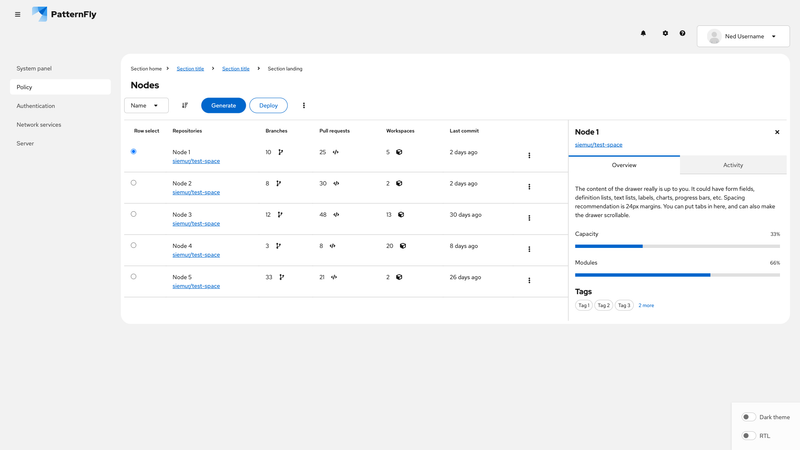 PatternFly
Ned Username
System panel
Policy
Authentication
Network services
Server
Section home Section title Section title Section landing
Nodes
Name Generate Deploy
Row select Repositories Branches Pull requests Workspaces Last commit
Node 1 10 25 5 2 days ago
siemur/test-space
Node 2 8 30 2 2 days ago
siemur/test-space
Node 3 12 48 13 30 days ago
siemur/test-space
Node 4 3 8 20 8 days ago
siemur/test-space
Node 5 33 21 2 26 days ago
siemur/test-space
Node 1
siemur/test-space
Overview Activity
The content of the drawer really is up to you. It could have form fields,
definition lists, text lists, labels, charts, progress bars, etc. Spacing
recommendation is 24px margins. You can put tabs in here, and can also make
the drawer scrollable.
Capacity 33%
Modules 66%
Tags
Tag 1 Tag 2 Tag 3 2 more
Dark theme
RTL